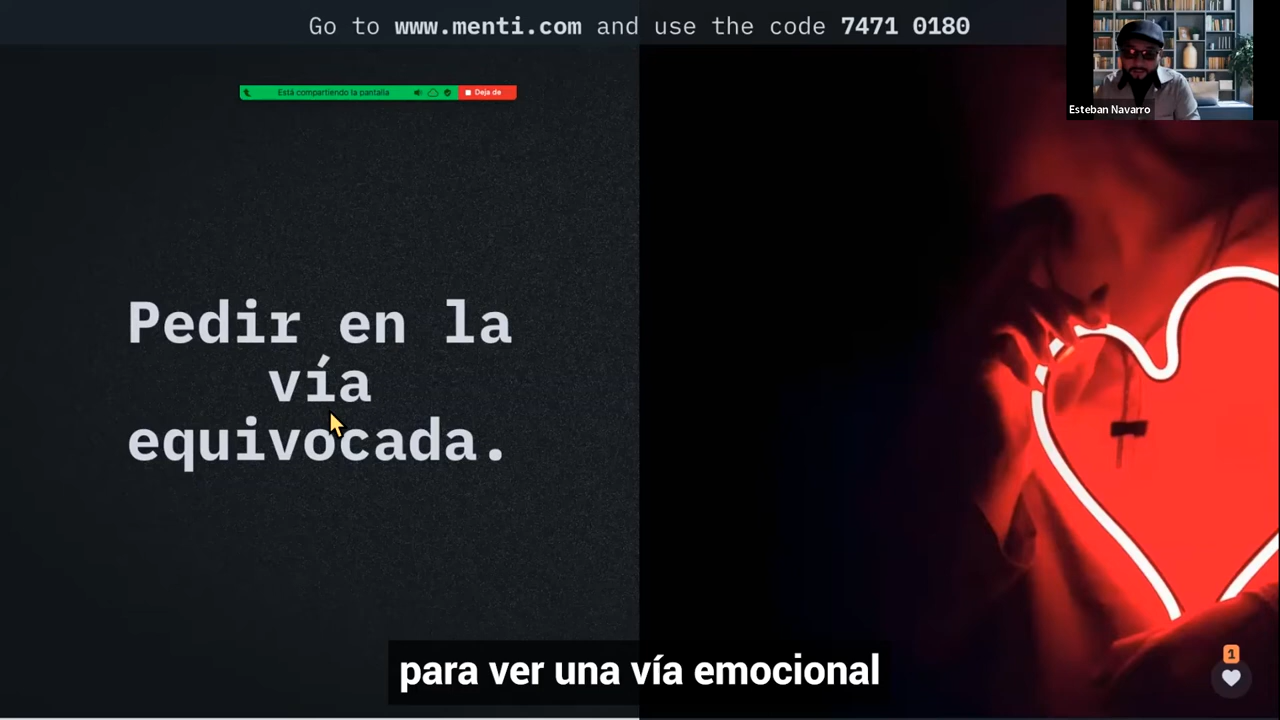 Go to www.menti.com and use the code 7471 0180
Esteban Navarro
Está compartiendo la pantalla
Deja de
Pedir en la
vía
equivocada.
para ver una vía emocional
1